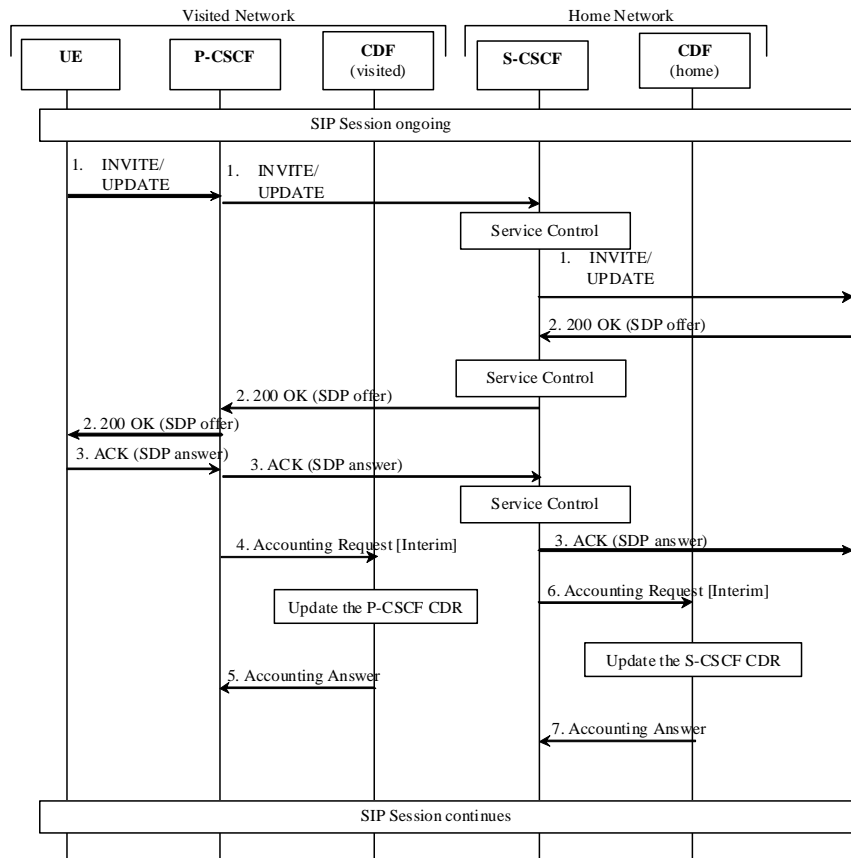 Visited Network
Home Network
UE
P-CSCF
CDF
(visited)
S-CSCF
CDF
(home)
SIP Session ongoing
1. INVITE/
UPDATE
1. INVITE/
UPDATE
Service Control
1. INVITE/
UPDATE
2. 200 OK (SDP offer)
Service Control
2. 200 OK (SDP offer)
2. 200 OK (SDP offer)
3. ACK (SDP answer)
3. ACK (SDP answer)
Service Control
4. Accounting Request [Interim]
3. ACK (SDP answer)
6. Accounting Request [Interim]
Update the P-CSCF CDR
Update the S-CSCF CDR
5. Accounting Answer
7. Accounting Answer
SIP Session continues